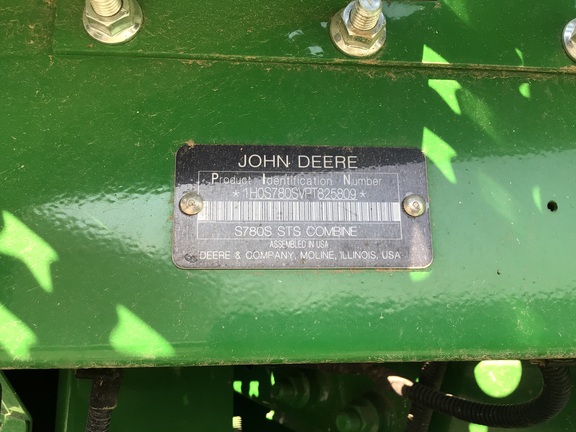 JOHN DEERE
Product Identification Number
*1H0S780SVPT825809*
S780S STS COMBINE
ASSEMBLED IN USA
DEERE & COMPANY, MOLINE, ILLINOIS, USA